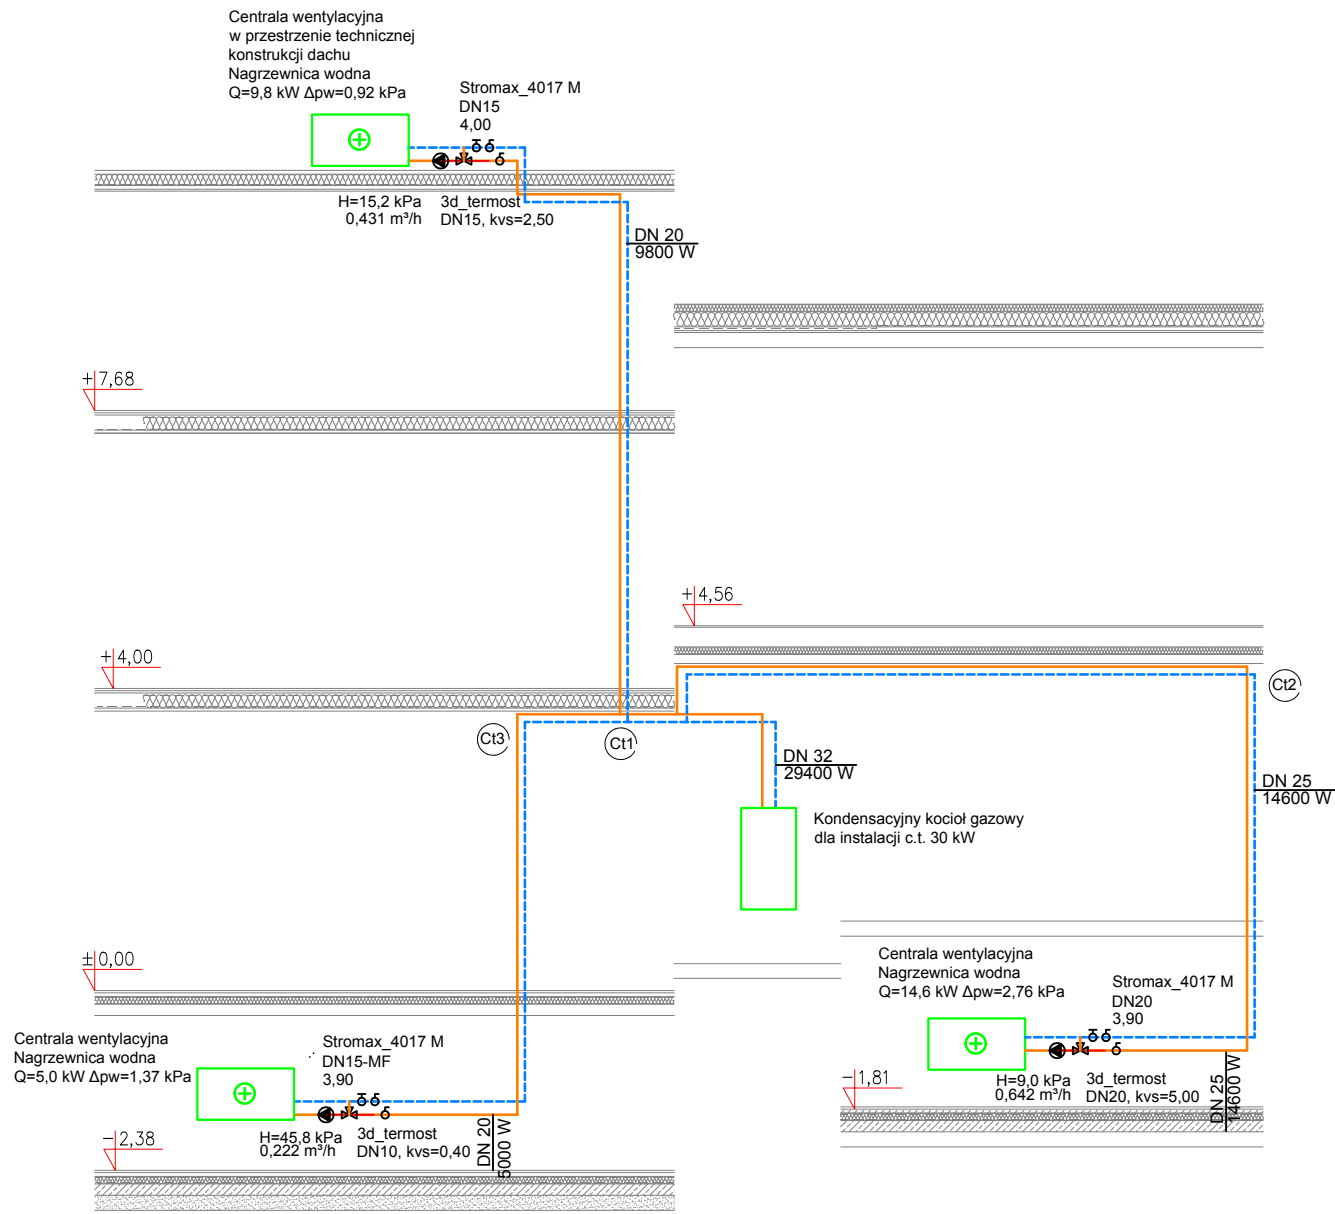 Centrala wentylacyjna
w przestrzenie technicznej
konstrukcji dachu
Nagrzewnica wodna
Q=9,8 kW Δpw=0,92 kPa
Stromax_4017 M
DN15
4,00
H=15,2 kPa
0,431 m³/h
3d_termost
DN15, kvs=2,50
DN 20
9800 W
+7,68
+4,56
+4,00
Ct2
Ct3
Ct1
DN 32
29400 W
DN 25
14600 W
Kondensacyjny kocioł gazowy
dla instalacji c.t. 30 kW
±0,00
Centrala wentylacyjna
Nagrzewnica wodna
Q=14,6 kW Δpw=2,76 kPa
Stromax_4017 M
DN20
3,90
Centrala wentylacyjna
Nagrzewnica wodna
Q=5,0 kW Δpw=1,37 kPa
Stromax_4017 M
DN15-MF
3,90
-1,81
H=9,0 kPa
0,642 m³/h
3d_termost
DN20, kvs=5,00
DN 25
14600 W
-2,38
H=45,8 kPa
0,222 m³/h
3d_termost
DN10, kvs=0,40
DN 20
5000 W